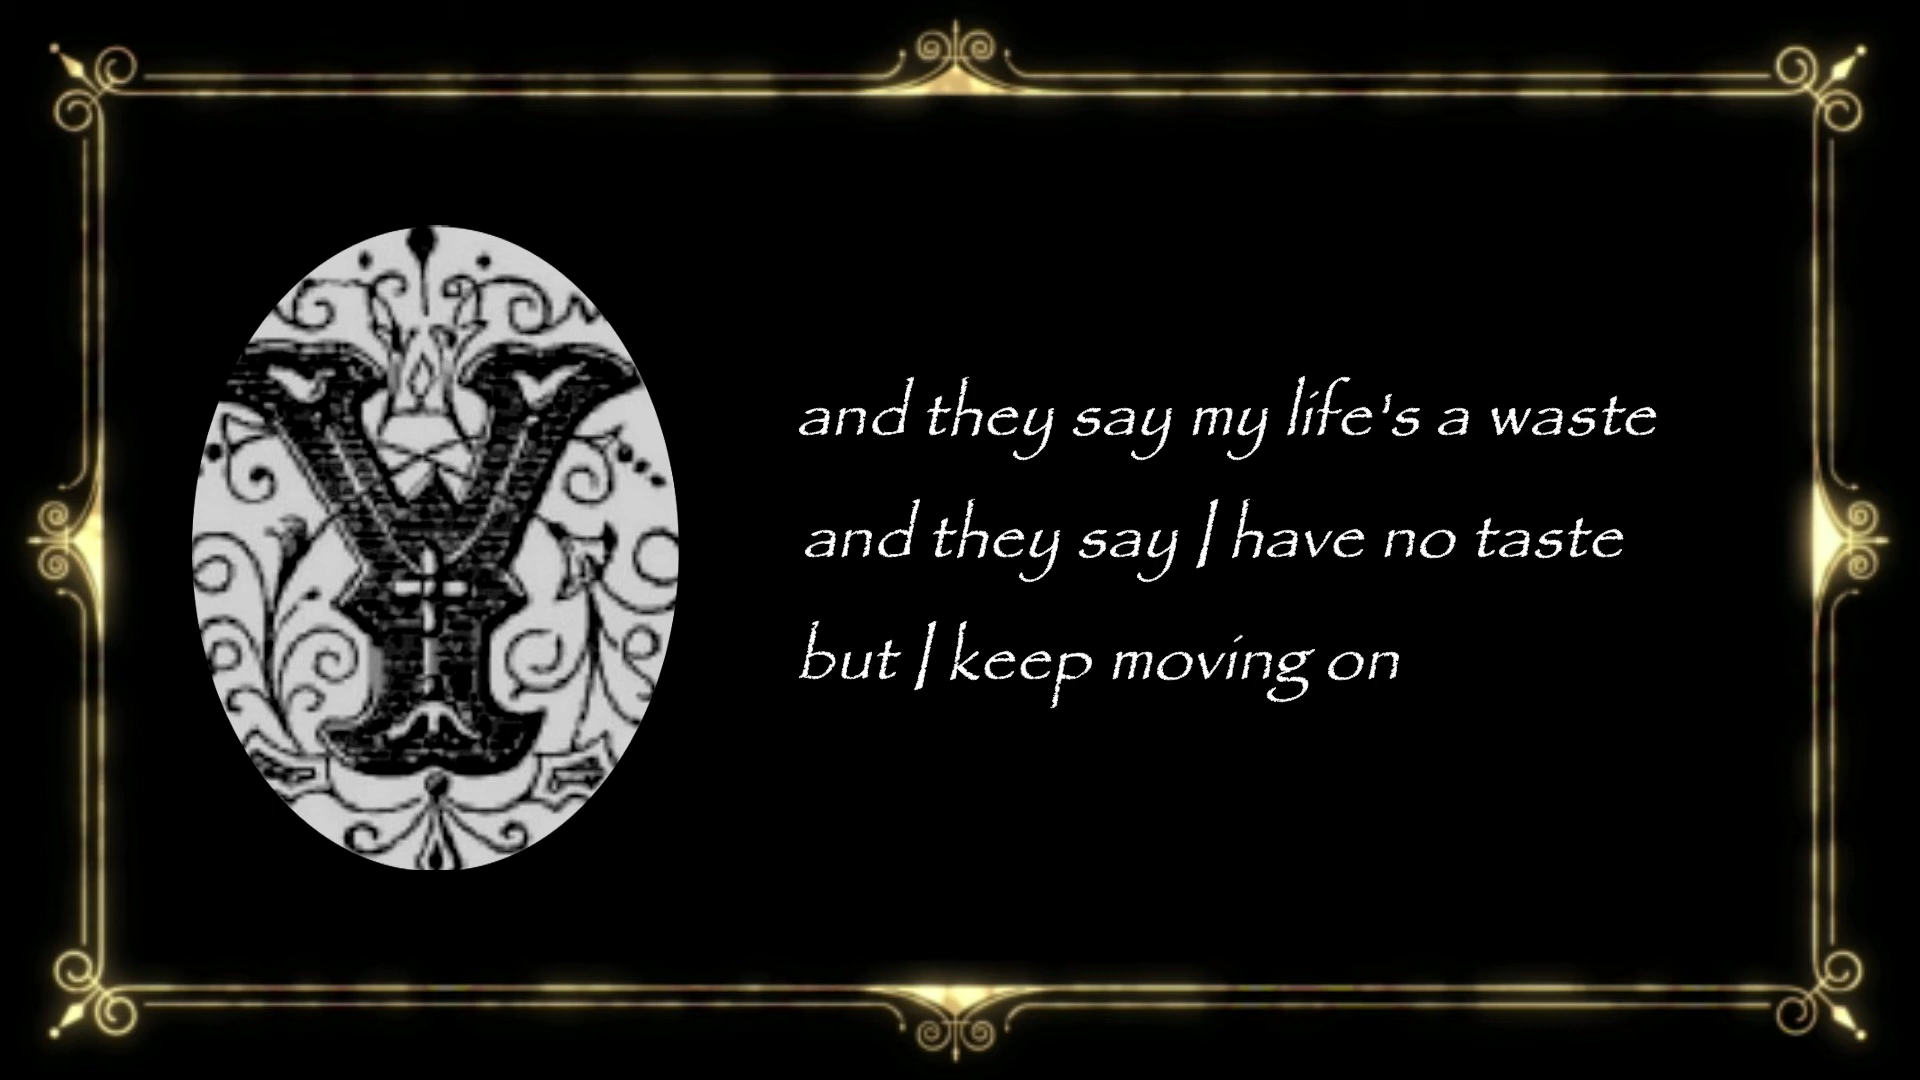 Y
and they say my life's a waste
and they say I have no taste
but I keep moving on